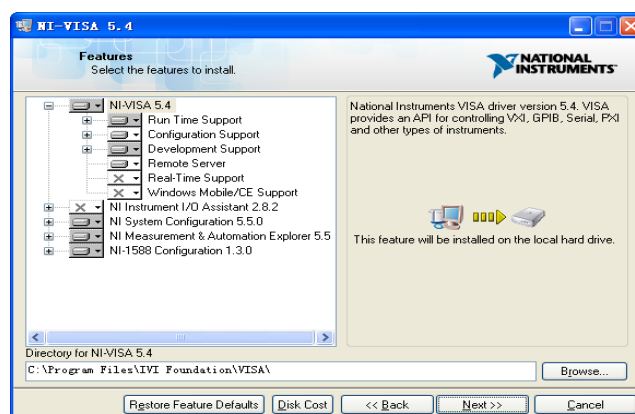 NI-VISA 5.4
Features
Select the features to install.
NATIONAL
INSTRUMENTS
NI-VISA 5.4
Run Time Support
Configuration Support
Development Support
Remote Server
Real-Time Support
Windows Mobile/CE Support
NI Instrument I/O Assistant 2.8.2
NI System Configuration 5.5.0
NI Measurement & Automation Explorer 5.5
NI-1588 Configuration 1.3.0
National Instruments VISA driver version 5.4. VISA
provides an API for controlling VXI, GPIB, Serial, PXI
and other types of instruments.
This feature will be installed on the local hard drive.
Directory for NI-VISA 5.4
C:\Program Files\IVI Foundation\VISA\
Browse...
Restore Feature Defaults
Disk Cost
<< Back
Next >>
Cancel